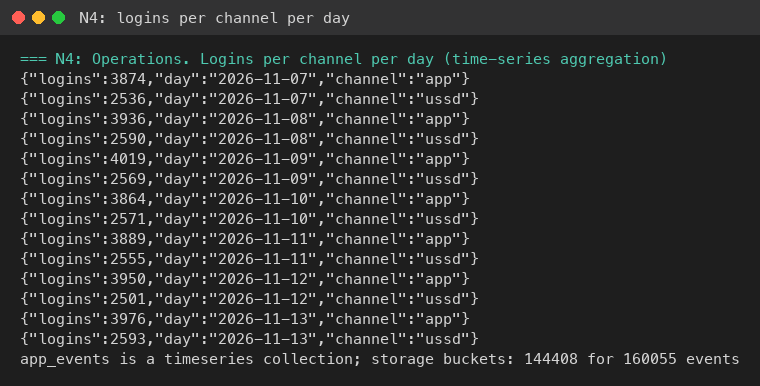 N4: logins per channel per day
=== N4: Operations. Logins per channel per day (time-series aggregation)
{"logins":3874,"day":"2026-11-07","channel":"app"}
{"logins":2536,"day":"2026-11-07","channel":"ussd"}
{"logins":3936,"day":"2026-11-08","channel":"app"}
{"logins":2590,"day":"2026-11-08","channel":"ussd"}
{"logins":4019,"day":"2026-11-09","channel":"app"}
{"logins":2569,"day":"2026-11-09","channel":"ussd"}
{"logins":3864,"day":"2026-11-10","channel":"app"}
{"logins":2571,"day":"2026-11-10","channel":"ussd"}
{"logins":3889,"day":"2026-11-11","channel":"app"}
{"logins":2555,"day":"2026-11-11","channel":"ussd"}
{"logins":3950,"day":"2026-11-12","channel":"app"}
{"logins":2501,"day":"2026-11-12","channel":"ussd"}
{"logins":3976,"day":"2026-11-13","channel":"app"}
{"logins":2593,"day":"2026-11-13","channel":"ussd"}
app_events is a timeseries collection; storage buckets: 144408 for 160055 events